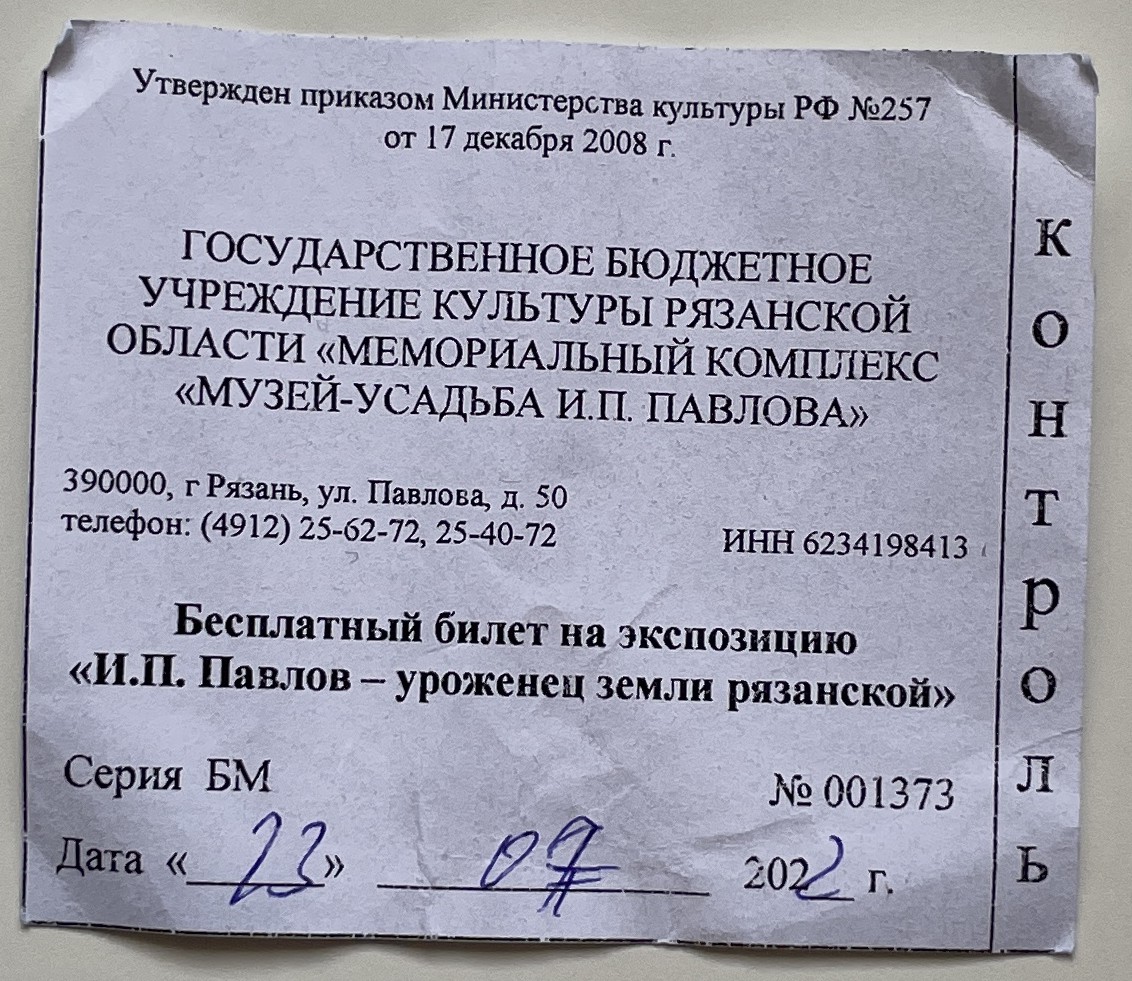 Утвержден приказом Министерства культуры РФ №257
от 17 декабря 2008 г.
ГОСУДАРСТВЕННОЕ БЮДЖЕТНОЕ
УЧРЕЖДЕНИЕ КУЛЬТУРЫ РЯЗАНСКОЙ
ОБЛАСТИ «МЕМОРИАЛЬНЫЙ КОМПЛЕКС
«МУЗЕЙ-УСАДЬБА И.П. ПАВЛОВА»
390000, г Рязань, ул. Павлова, д. 50
телефон: (4912) 25-62-72, 25-40-72 ИНН 6234198413
Бесплатный билет на экспозицию
«И.П. Павлов – уроженец земли рязанской»
Серия БМ № 001373
Дата «23» 07 2022 г.
КОНТРОЛЬ